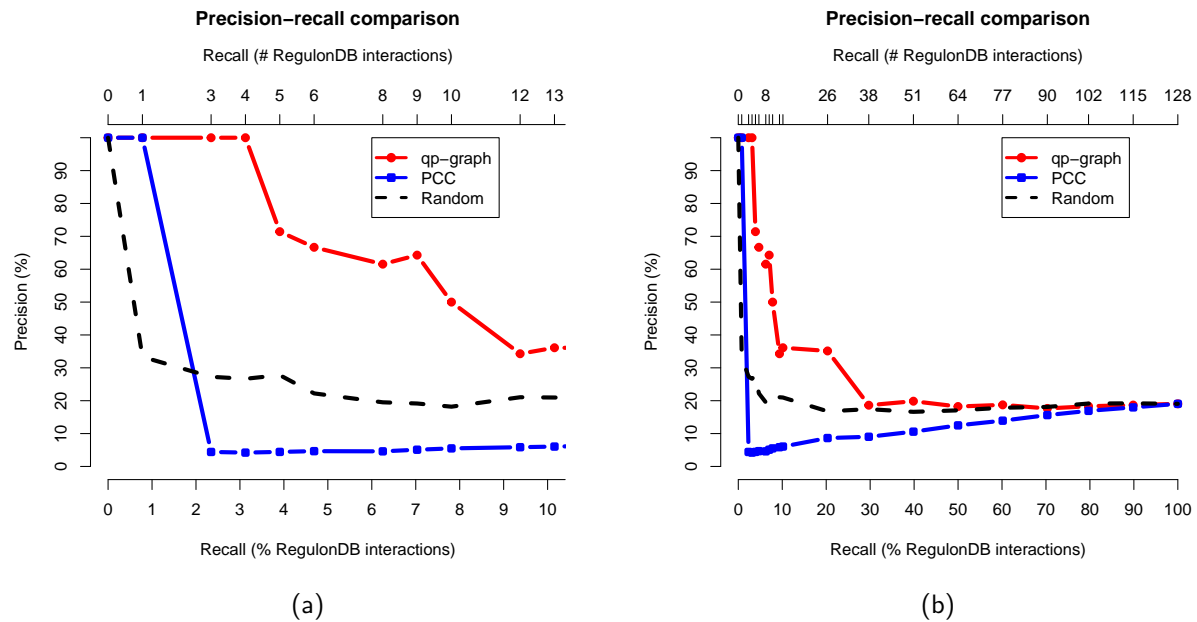 Precision−recall comparison
Recall (# RegulonDB interactions)
0 1 3 4 5 6 8 9 10 12 13
Precision (%)
0 10 20 30 40 50 60 70 80 90
qp−graph
PCC
Random
0 1 2 3 4 5 6 7 8 9 10
Recall (% RegulonDB interactions)
(a)
Precision−recall comparison
Recall (# RegulonDB interactions)
0 8 26 38 51 64 77 90 102 115 128
Precision (%)
0 10 20 30 40 50 60 70 80 90
qp−graph
PCC
Random
0 10 20 30 40 50 60 70 80 90 100
Recall (% RegulonDB interactions)
(b)